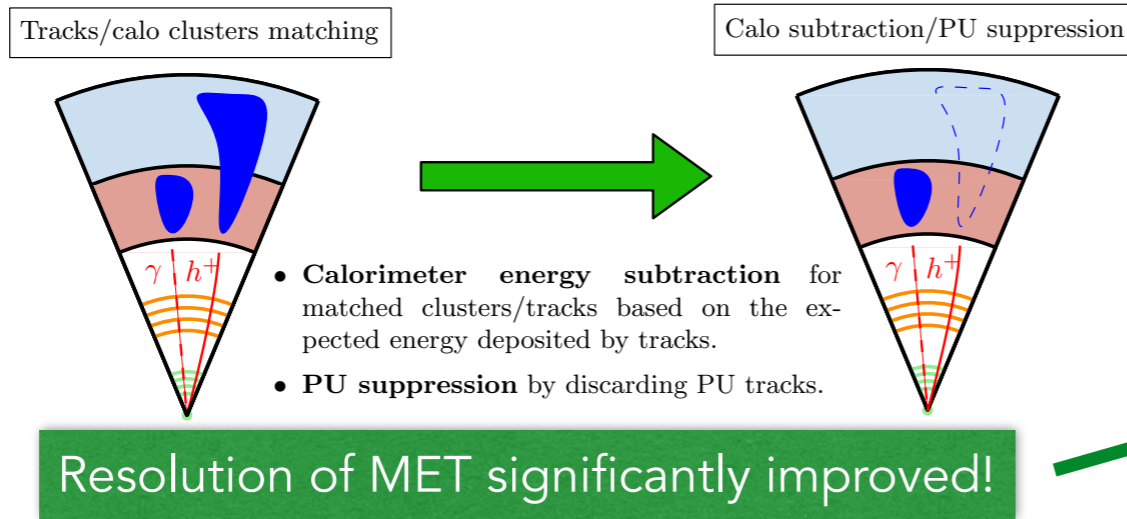 Tracks/calo clusters matching
Calo subtraction/PU suppression
γ h⁺
γ h⁺
• Calorimeter energy subtraction for
matched clusters/tracks based on the ex-
pected energy deposited by tracks.
• PU suppression by discarding PU tracks.
Resolution of MET significantly improved!